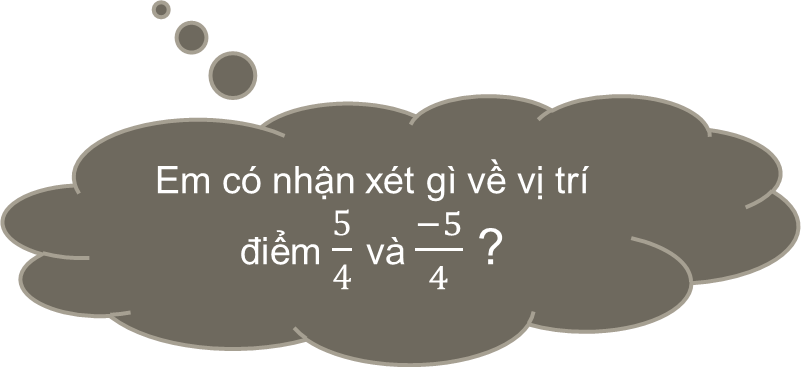 Em có nhận xét gì về vị trí
điểm 5/4 và −5/4 ?